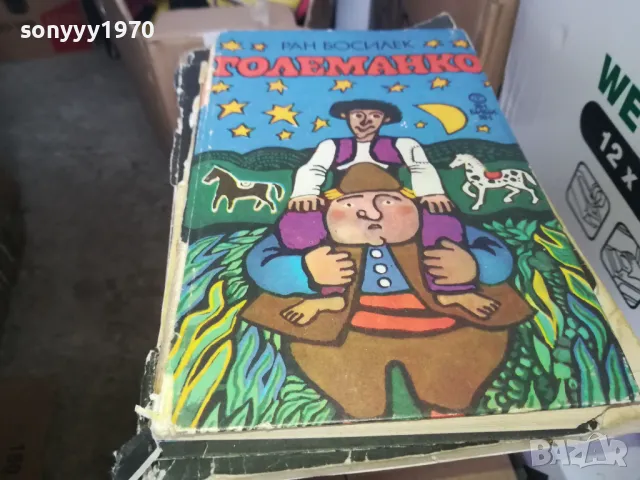 sonyyy1970
РАН БОСИЛЕК
ГОЛЕМАНКО
WE
12 X
BAZAR